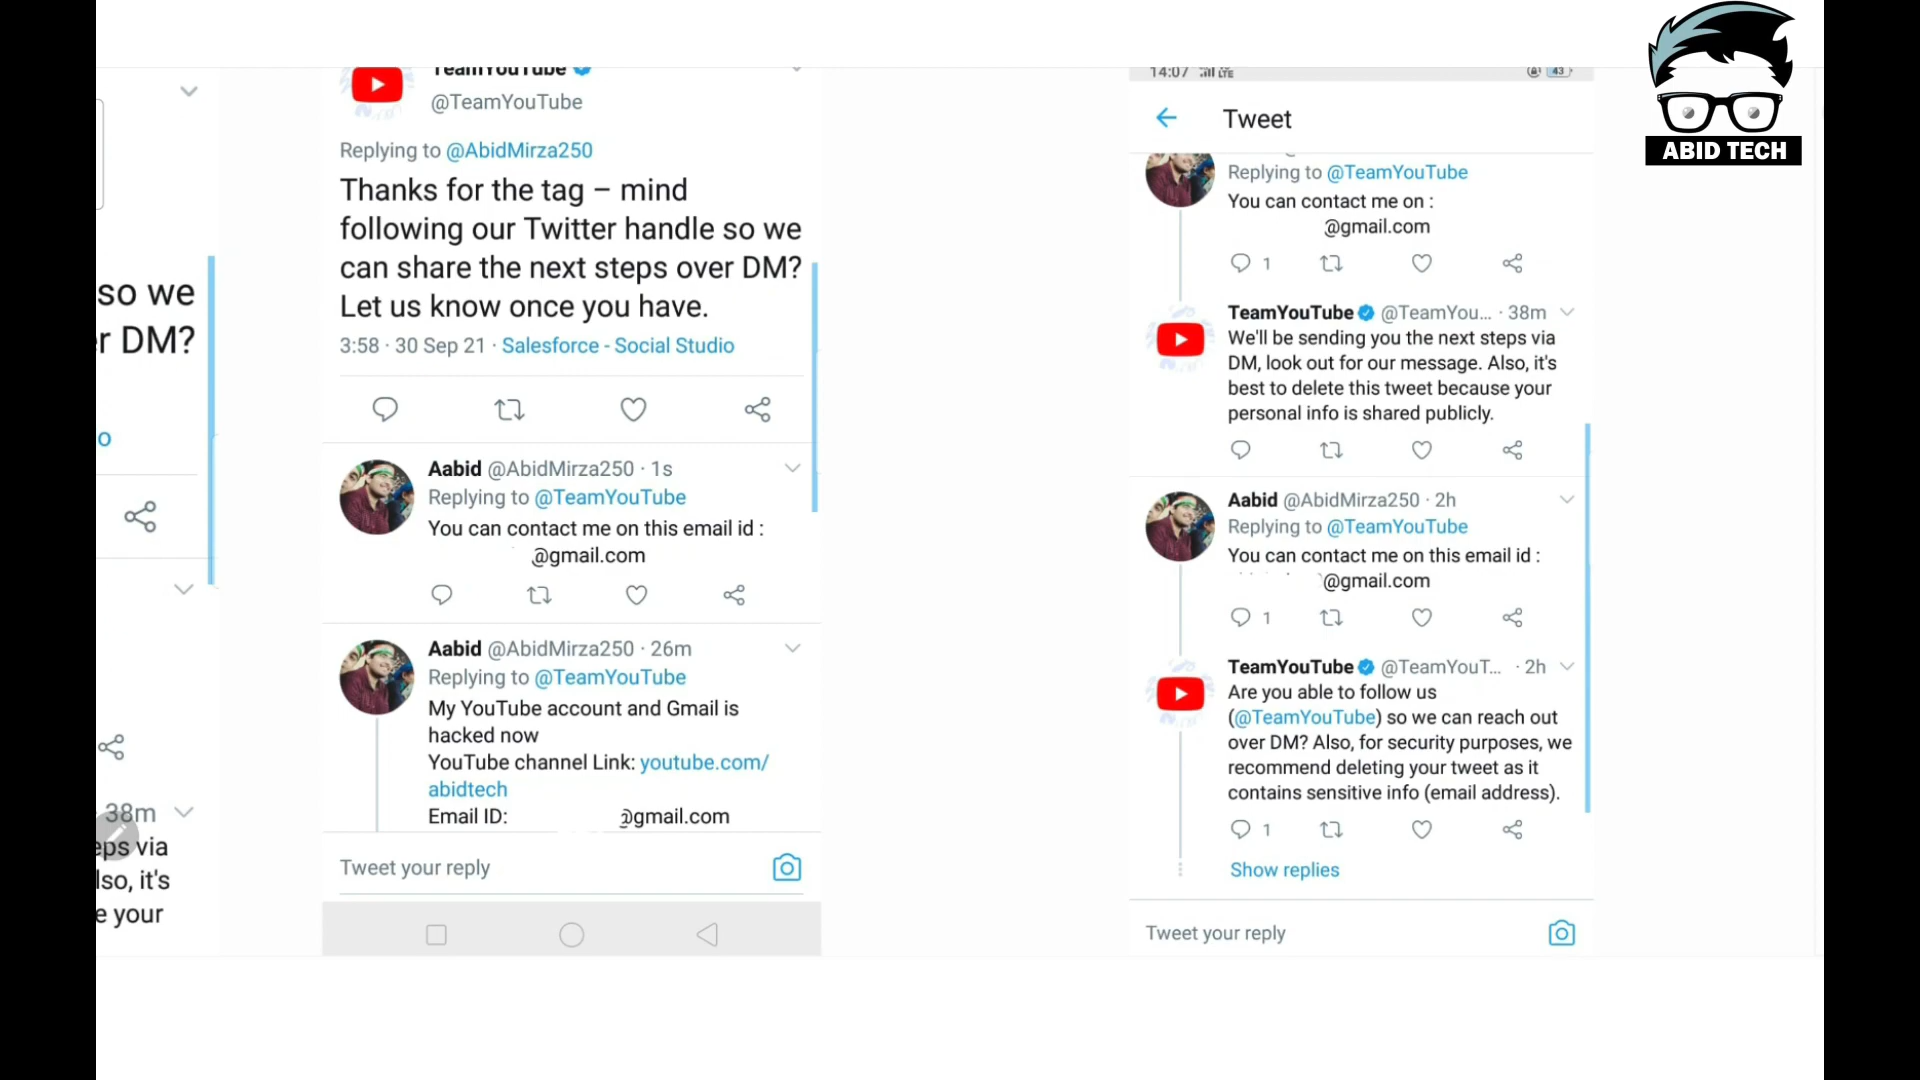 so we
r DM?
o
38m
eps via
lso, it's
e your
TeamYouTube
@TeamYouTube
Replying to @AbidMirza250
Thanks for the tag – mind
following our Twitter handle so we
can share the next steps over DM?
Let us know once you have.
3:58 · 30 Sep 21 · Salesforce - Social Studio
Aabid @AbidMirza250 · 1s
Replying to @TeamYouTube
You can contact me on this email id :
@gmail.com
Aabid @AbidMirza250 · 26m
Replying to @TeamYouTube
My YouTube account and Gmail is
hacked now
YouTube channel Link: youtube.com/
abidtech
Email ID: @gmail.com
Tweet your reply
14:07 LTE 43
Tweet
Replying to @TeamYouTube
You can contact me on :
@gmail.com
1
TeamYouTube @TeamYou... · 38m
We'll be sending you the next steps via
DM, look out for our message. Also, it's
best to delete this tweet because your
personal info is shared publicly.
Aabid @AbidMirza250 · 2h
Replying to @TeamYouTube
You can contact me on this email id :
@gmail.com
1
TeamYouTube @TeamYouT... · 2h
Are you able to follow us
(@TeamYouTube) so we can reach out
over DM? Also, for security purposes, we
recommend deleting your tweet as it
contains sensitive info (email address).
1
Show replies
Tweet your reply
ABID TECH